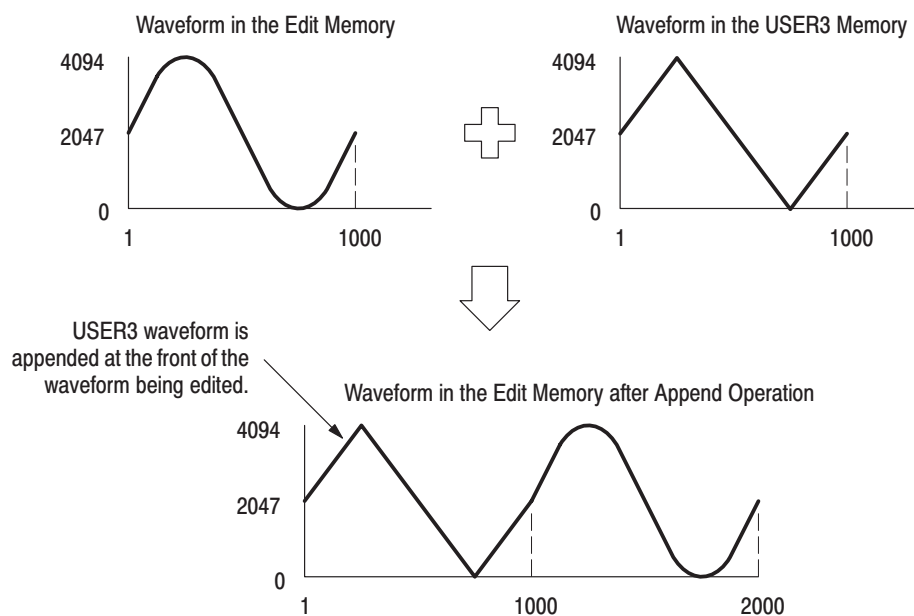 Waveform in the Edit Memory
4094
2047
0
1
1000
Waveform in the USER3 Memory
4094
2047
0
1
1000
USER3 waveform is
appended at the front of the
waveform being edited.
Waveform in the Edit Memory after Append Operation
4094
2047
0
1
1000
2000